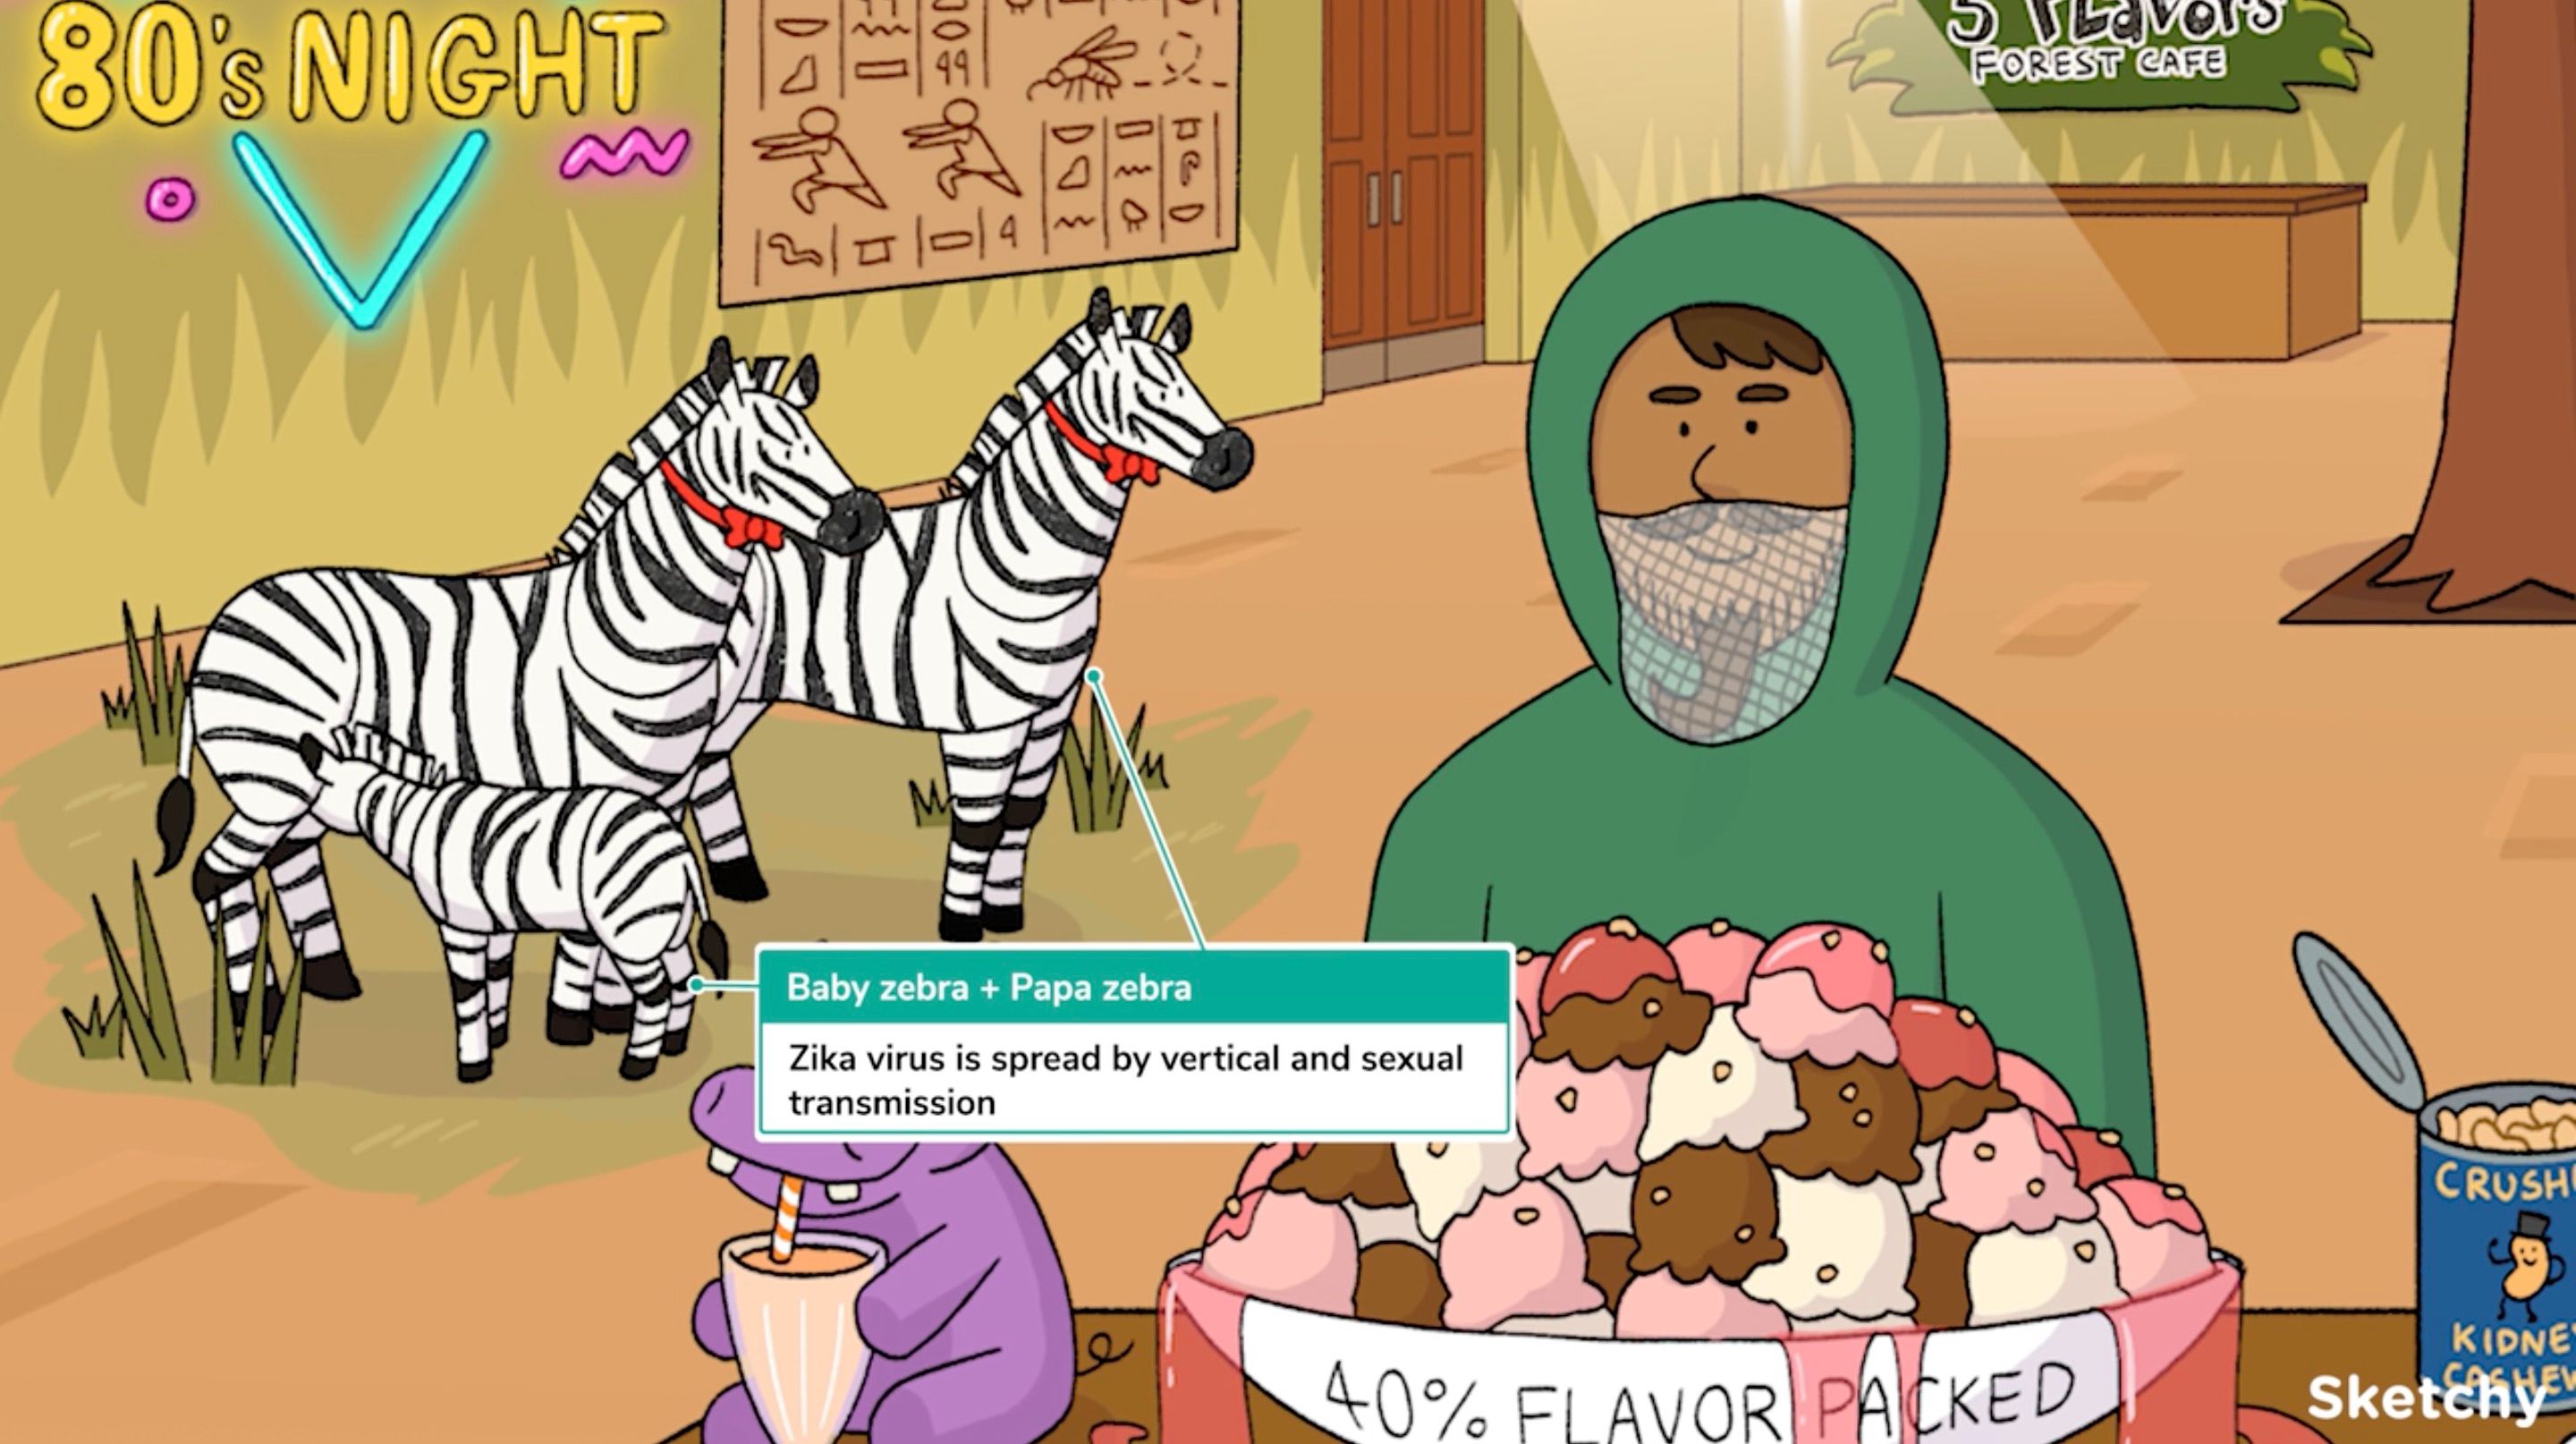 80's NIGHT
5 FLavors
FOREST CAFE
Baby zebra + Papa zebra
Zika virus is spread by vertical and sexual
transmission
40% FLAVOR PACKED
CRUSH
KIDNEY
CASHEW
Sketchy